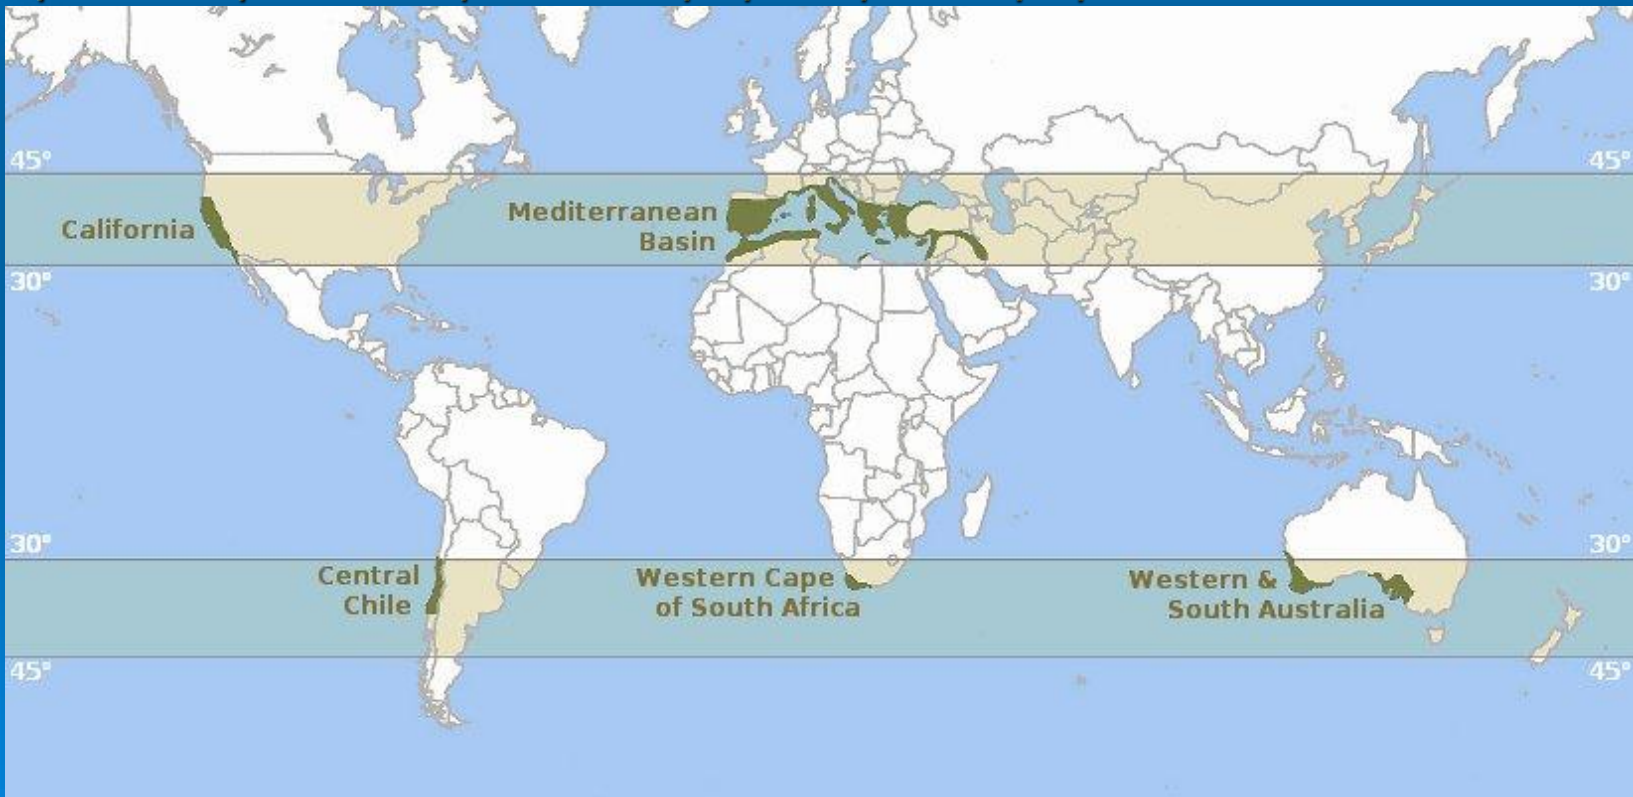 45°
45°
California
Mediterranean
Basin
30°
30°
30°
30°
Central
Chile
Western Cape
of South Africa
Western &
South Australia
45°
45°